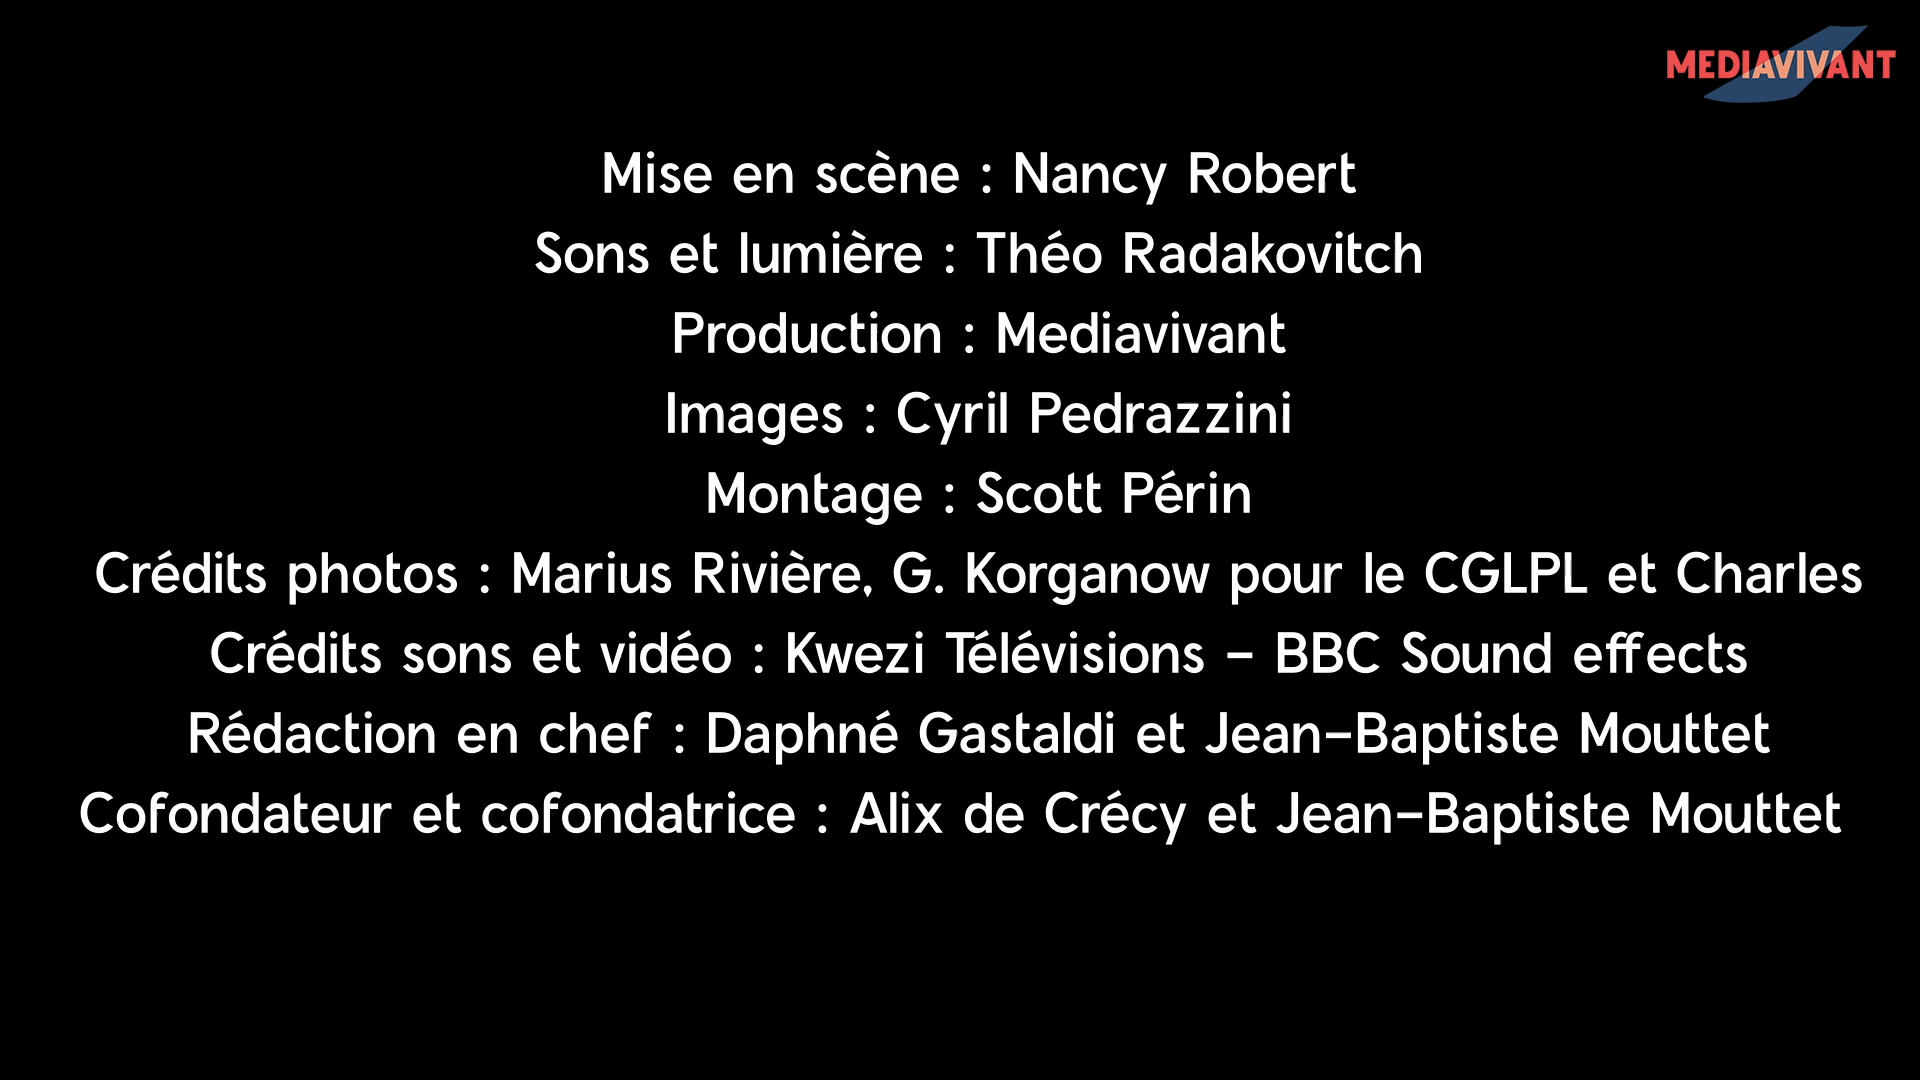 MEDIAVIVANT
Mise en scène : Nancy Robert
Sons et lumière : Théo Radakovitch
Production : Mediavivant
Images : Cyril Pedrazzini
Montage : Scott Périn
Crédits photos : Marius Rivière, G. Korganow pour le CGLPL et Charles
Crédits sons et vidéo : Kwezi Télévisions - BBC Sound effects
Rédaction en chef : Daphné Gastaldi et Jean-Baptiste Mouttet
Cofondateur et cofondatrice : Alix de Crécy et Jean-Baptiste Mouttet